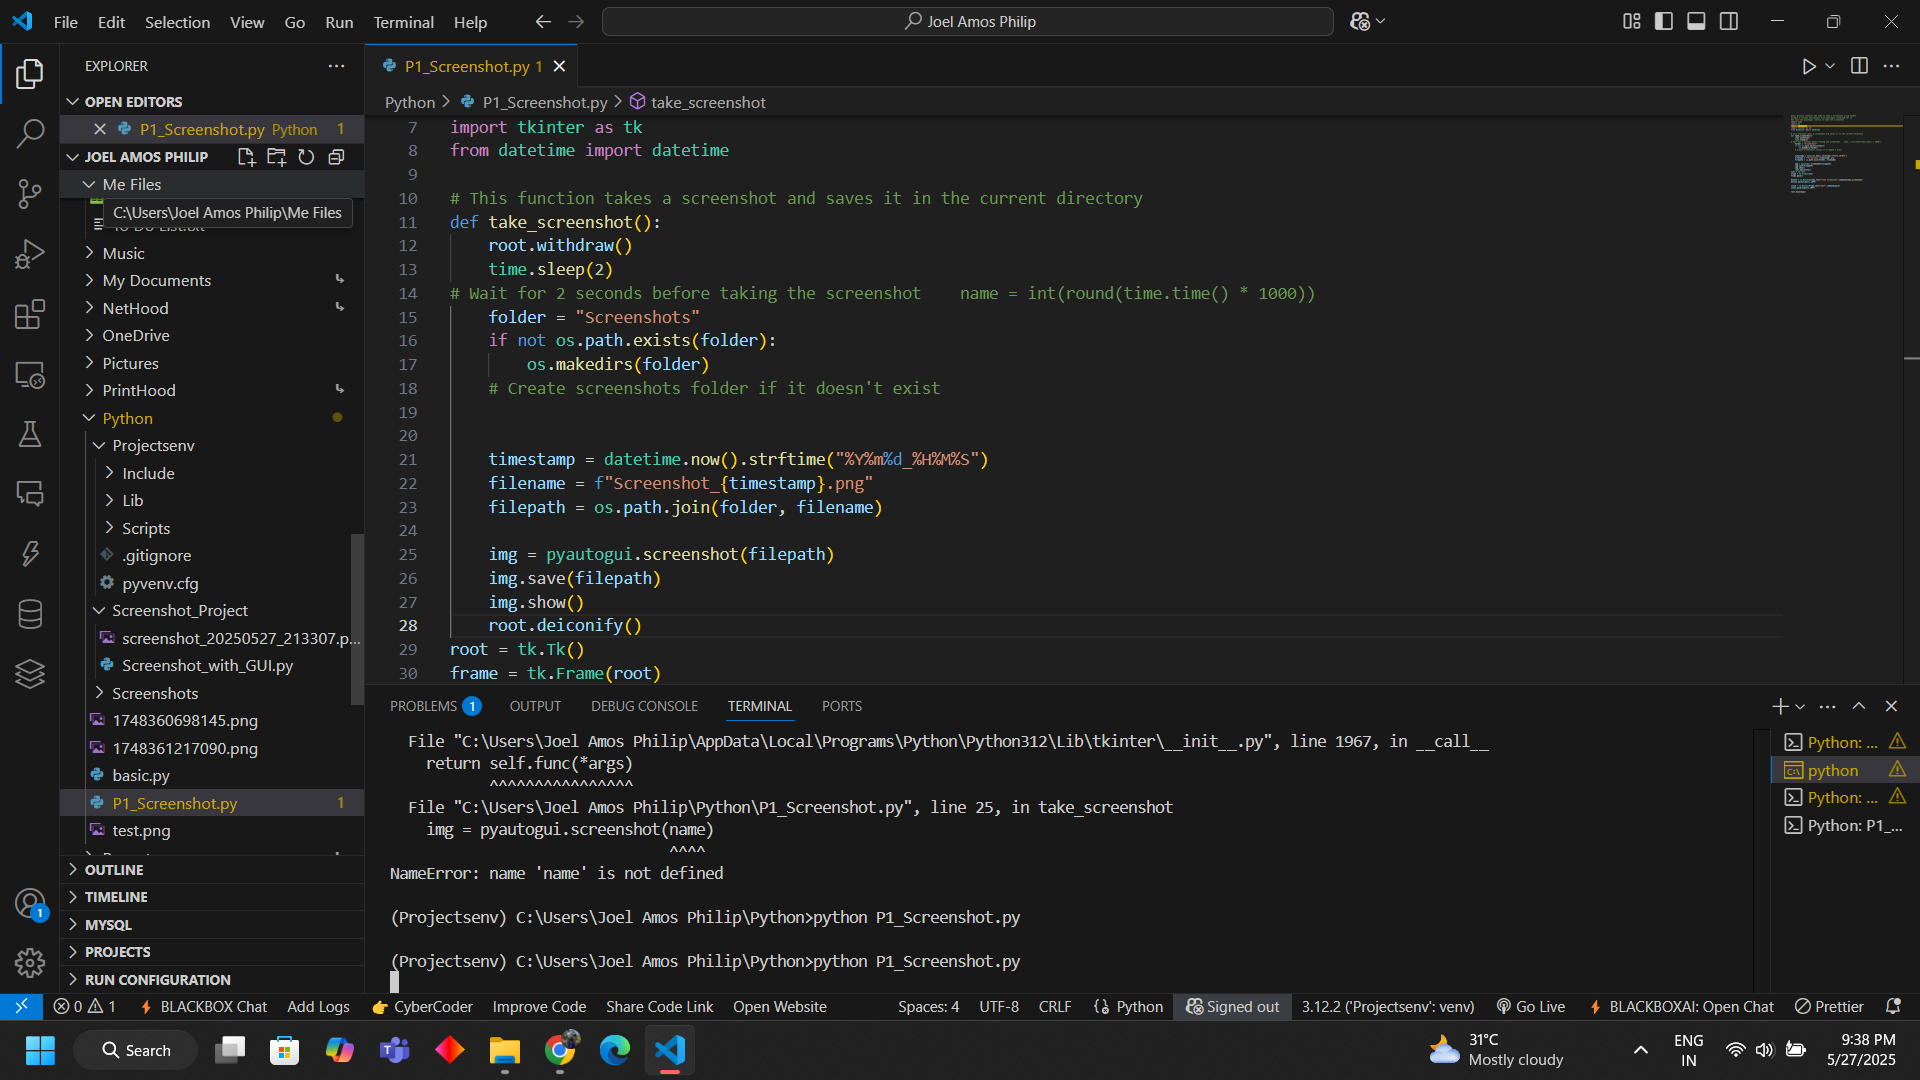 File Edit Selection View Go Run Terminal Help
Joel Amos Philip
EXPLORER
OPEN EDITORS
P1_Screenshot.py Python 1
JOEL AMOS PHILIP
Me Files
C:\Users\Joel Amos Philip\Me Files
Music
My Documents
NetHood
OneDrive
Pictures
PrintHood
Python
Projectsenv
Include
Lib
Scripts
.gitignore
pyvenv.cfg
Screenshot_Project
screenshot_20250527_213307.p...
Screenshot_with_GUI.py
Screenshots
1748360698145.png
1748361217090.png
basic.py
P1_Screenshot.py 1
test.png
OUTLINE
TIMELINE
MYSQL
PROJECTS
RUN CONFIGURATION
P1_Screenshot.py 1
Python > P1_Screenshot.py > take_screenshot
7 import tkinter as tk
8 from datetime import datetime
9
10 # This function takes a screenshot and saves it in the current directory
11 def take_screenshot():
12 root.withdraw()
13 time.sleep(2)
14 # Wait for 2 seconds before taking the screenshot    name = int(round(time.time() * 1000))
15 folder = "Screenshots"
16 if not os.path.exists(folder):
17 os.makedirs(folder)
18 # Create screenshots folder if it doesn't exist
19
20
21 timestamp = datetime.now().strftime("%Y%m%d_%H%M%S")
22 filename = f"Screenshot_{timestamp}.png"
23 filepath = os.path.join(folder, filename)
24
25 img = pyautogui.screenshot(filepath)
26 img.save(filepath)
27 img.show()
28 root.deiconify()
29 root = tk.Tk()
30 frame = tk.Frame(root)
PROBLEMS 1 OUTPUT DEBUG CONSOLE TERMINAL PORTS
File "C:\Users\Joel Amos Philip\AppData\Local\Programs\Python\Python312\Lib\tkinter\__init__.py", line 1967, in __call__
return self.func(*args)
^^^^^^^^^^^^^^^^
File "C:\Users\Joel Amos Philip\Python\P1_Screenshot.py", line 25, in take_screenshot
img = pyautogui.screenshot(name)
^^^^
NameError: name 'name' is not defined
(Projectsenv) C:\Users\Joel Amos Philip\Python>python P1_Screenshot.py
(Projectsenv) C:\Users\Joel Amos Philip\Python>python P1_Screenshot.py
Python: ...
python
Python: ...
Python: P1_...
1
0 1 BLACKBOX Chat Add Logs CyberCoder Improve Code Share Code Link Open Website Spaces: 4 UTF-8 CRLF {} Python Signed out 3.12.2 ('Projectsenv': venv) Go Live BLACKBOXAI: Open Chat Prettier
Search
31°C
Mostly cloudy
ENG
IN
9:38 PM
5/27/2025